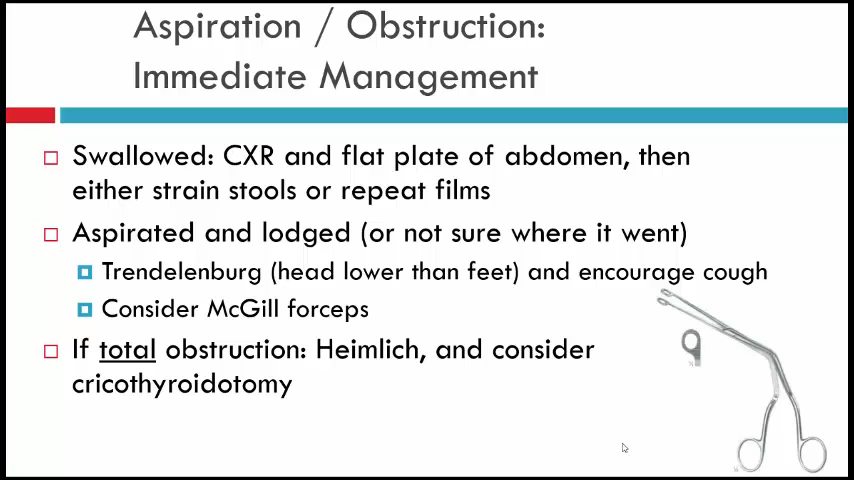 Aspiration / Obstruction:
Immediate Management
Swallowed: CXR and flat plate of abdomen, then
either strain stools or repeat films
Aspirated and lodged (or not sure where it went)
Trendelenburg (head lower than feet) and encourage cough
Consider McGill forceps
If total obstruction: Heimlich, and consider
cricothyroidotomy